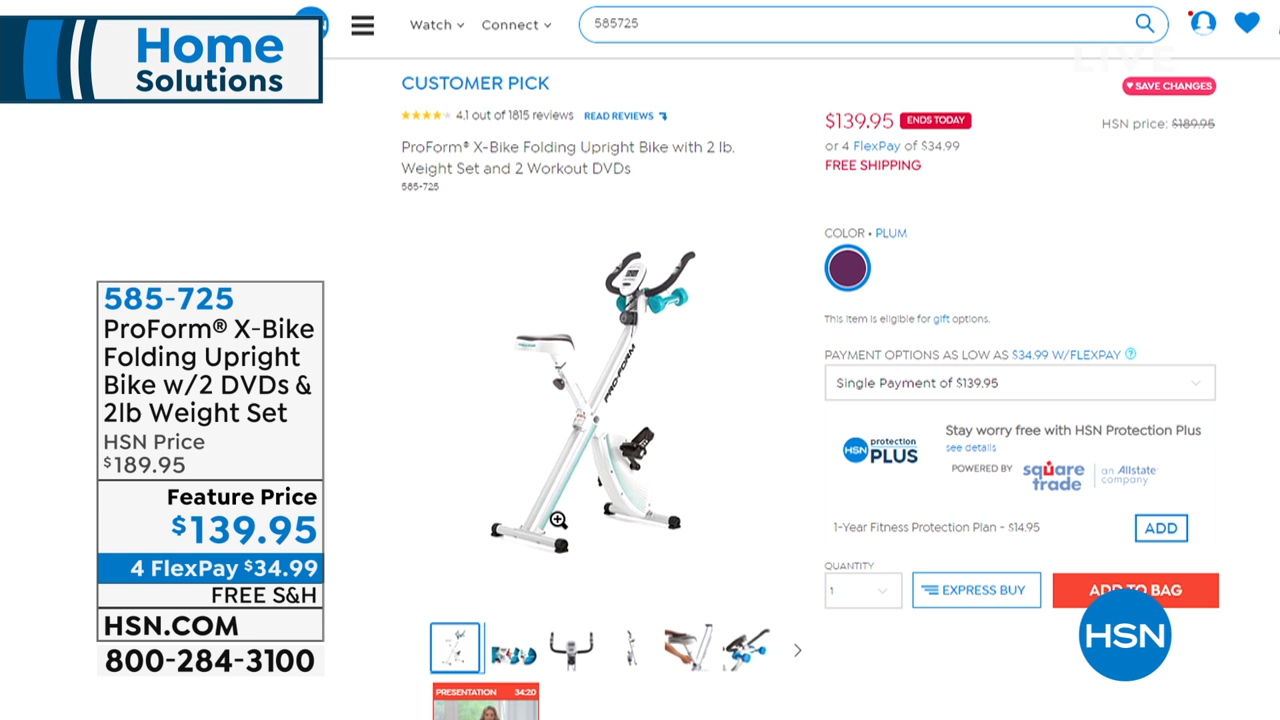 Home
Solutions
Watch
Connect
585725
LIVE
CUSTOMER PICK
4.1 out of 1815 reviews READ REVIEWS
ProForm® X-Bike Folding Upright Bike with 2 lb.
Weight Set and 2 Workout DVDs
585-725
SAVE CHANGES
$139.95 ENDS TODAY
HSN price: $189.95
or 4 FlexPay of $34.99
FREE SHIPPING
COLOR • PLUM
This item is eligible for gift options.
PAYMENT OPTIONS AS LOW AS $34.99 W/FLEXPAY ?
Single Payment of $139.95
HSN protection PLUS
Stay worry free with HSN Protection Plus
see details
POWERED BY square trade an Allstate company
1-Year Fitness Protection Plan - $14.95
ADD
QUANTITY
1
EXPRESS BUY
ADD TO BAG
HSN
PRO-FORM
PRESENTATION 34:20
585-725
ProForm® X-Bike
Folding Upright
Bike w/2 DVDs &
2lb Weight Set
HSN Price
$189.95
Feature Price
$139.95
4 FlexPay $34.99
FREE S&H
HSN.COM
800-284-3100